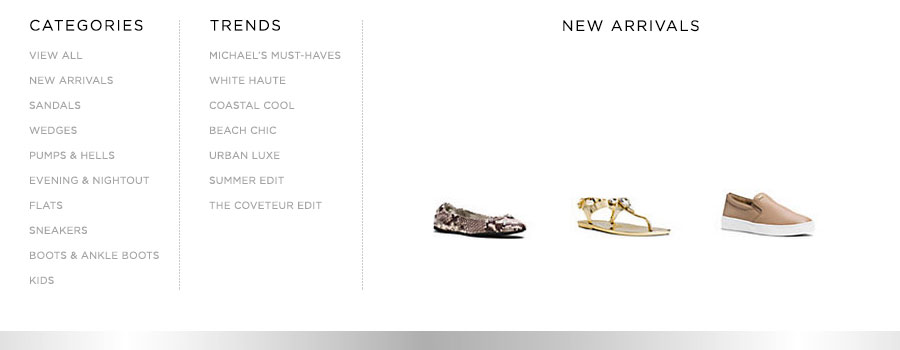 CATEGORIES
VIEW ALL
NEW ARRIVALS
SANDALS
WEDGES
PUMPS & HELLS
EVENING & NIGHTOUT
FLATS
SNEAKERS
BOOTS & ANKLE BOOTS
KIDS
TRENDS
MICHAEL'S MUST-HAVES
WHITE HAUTE
COASTAL COOL
BEACH CHIC
URBAN LUXE
SUMMER EDIT
THE COVETEUR EDIT
NEW ARRIVALS